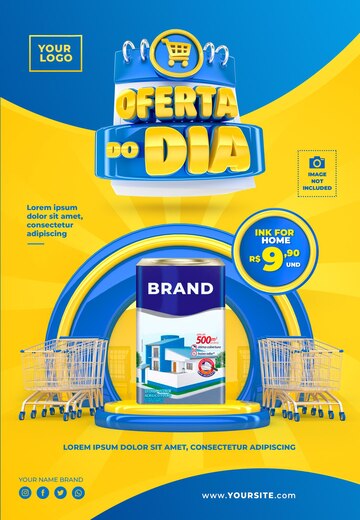 YOUR
LOGO
OFERTA
DO DIA
IMAGE
NOT
INCLUDED
Lorem ipsum
dolor sit amet,
consectetur
adipiscing
INK FOR
HOME
R$ 9,90
UND
BRAND
500
LOREM IPSUM DOLOR SIT AMET, CONSECTETUR ADIPISCING
YOUR NAME BRAND
www.YOURSITE.com